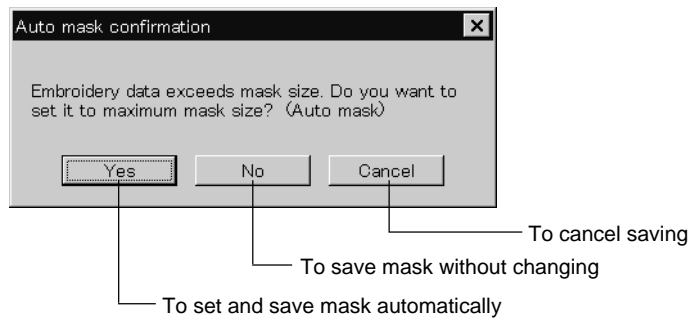 Auto mask confirmation
Embroidery data exceeds mask size. Do you want to
set it to maximum mask size? (Auto mask)
Yes No Cancel
To cancel saving
To save mask without changing
To set and save mask automatically